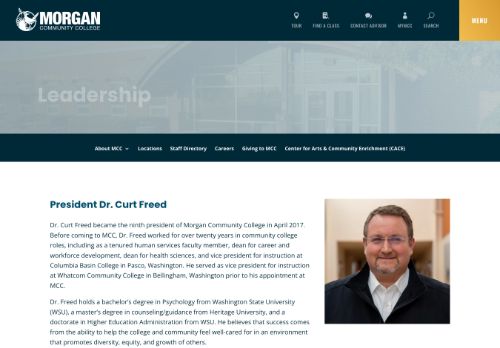 MORGAN
COMMUNITY COLLEGE
TOUR
FIND A CLASS
CONTACT ADVISOR
MYMCC
SEARCH
MENU
Leadership
About MCC
Locations
Staff Directory
Careers
Giving to MCC
Center for Arts & Community Enrichment (CACE)
President Dr. Curt Freed
Dr. Curt Freed became the ninth president of Morgan Community College in April 2017.
Before coming to MCC, Dr. Freed worked for over twenty years in community college
roles, including as a tenured human services faculty member, dean for career and
workforce development, dean for health sciences, and vice president for instruction at
Columbia Basin College in Pasco, Washington. He served as vice president for instruction
at Whatcom Community College in Bellingham, Washington prior to his appointment at
MCC.
Dr. Freed holds a bachelor's degree in Psychology from Washington State University
(WSU), a master's degree in counseling/guidance from Heritage University, and a
doctorate in Higher Education Administration from WSU. He believes that success comes
from the ability to help the college and community feel well-cared for in an environment
that promotes diversity, equity, and growth of others.